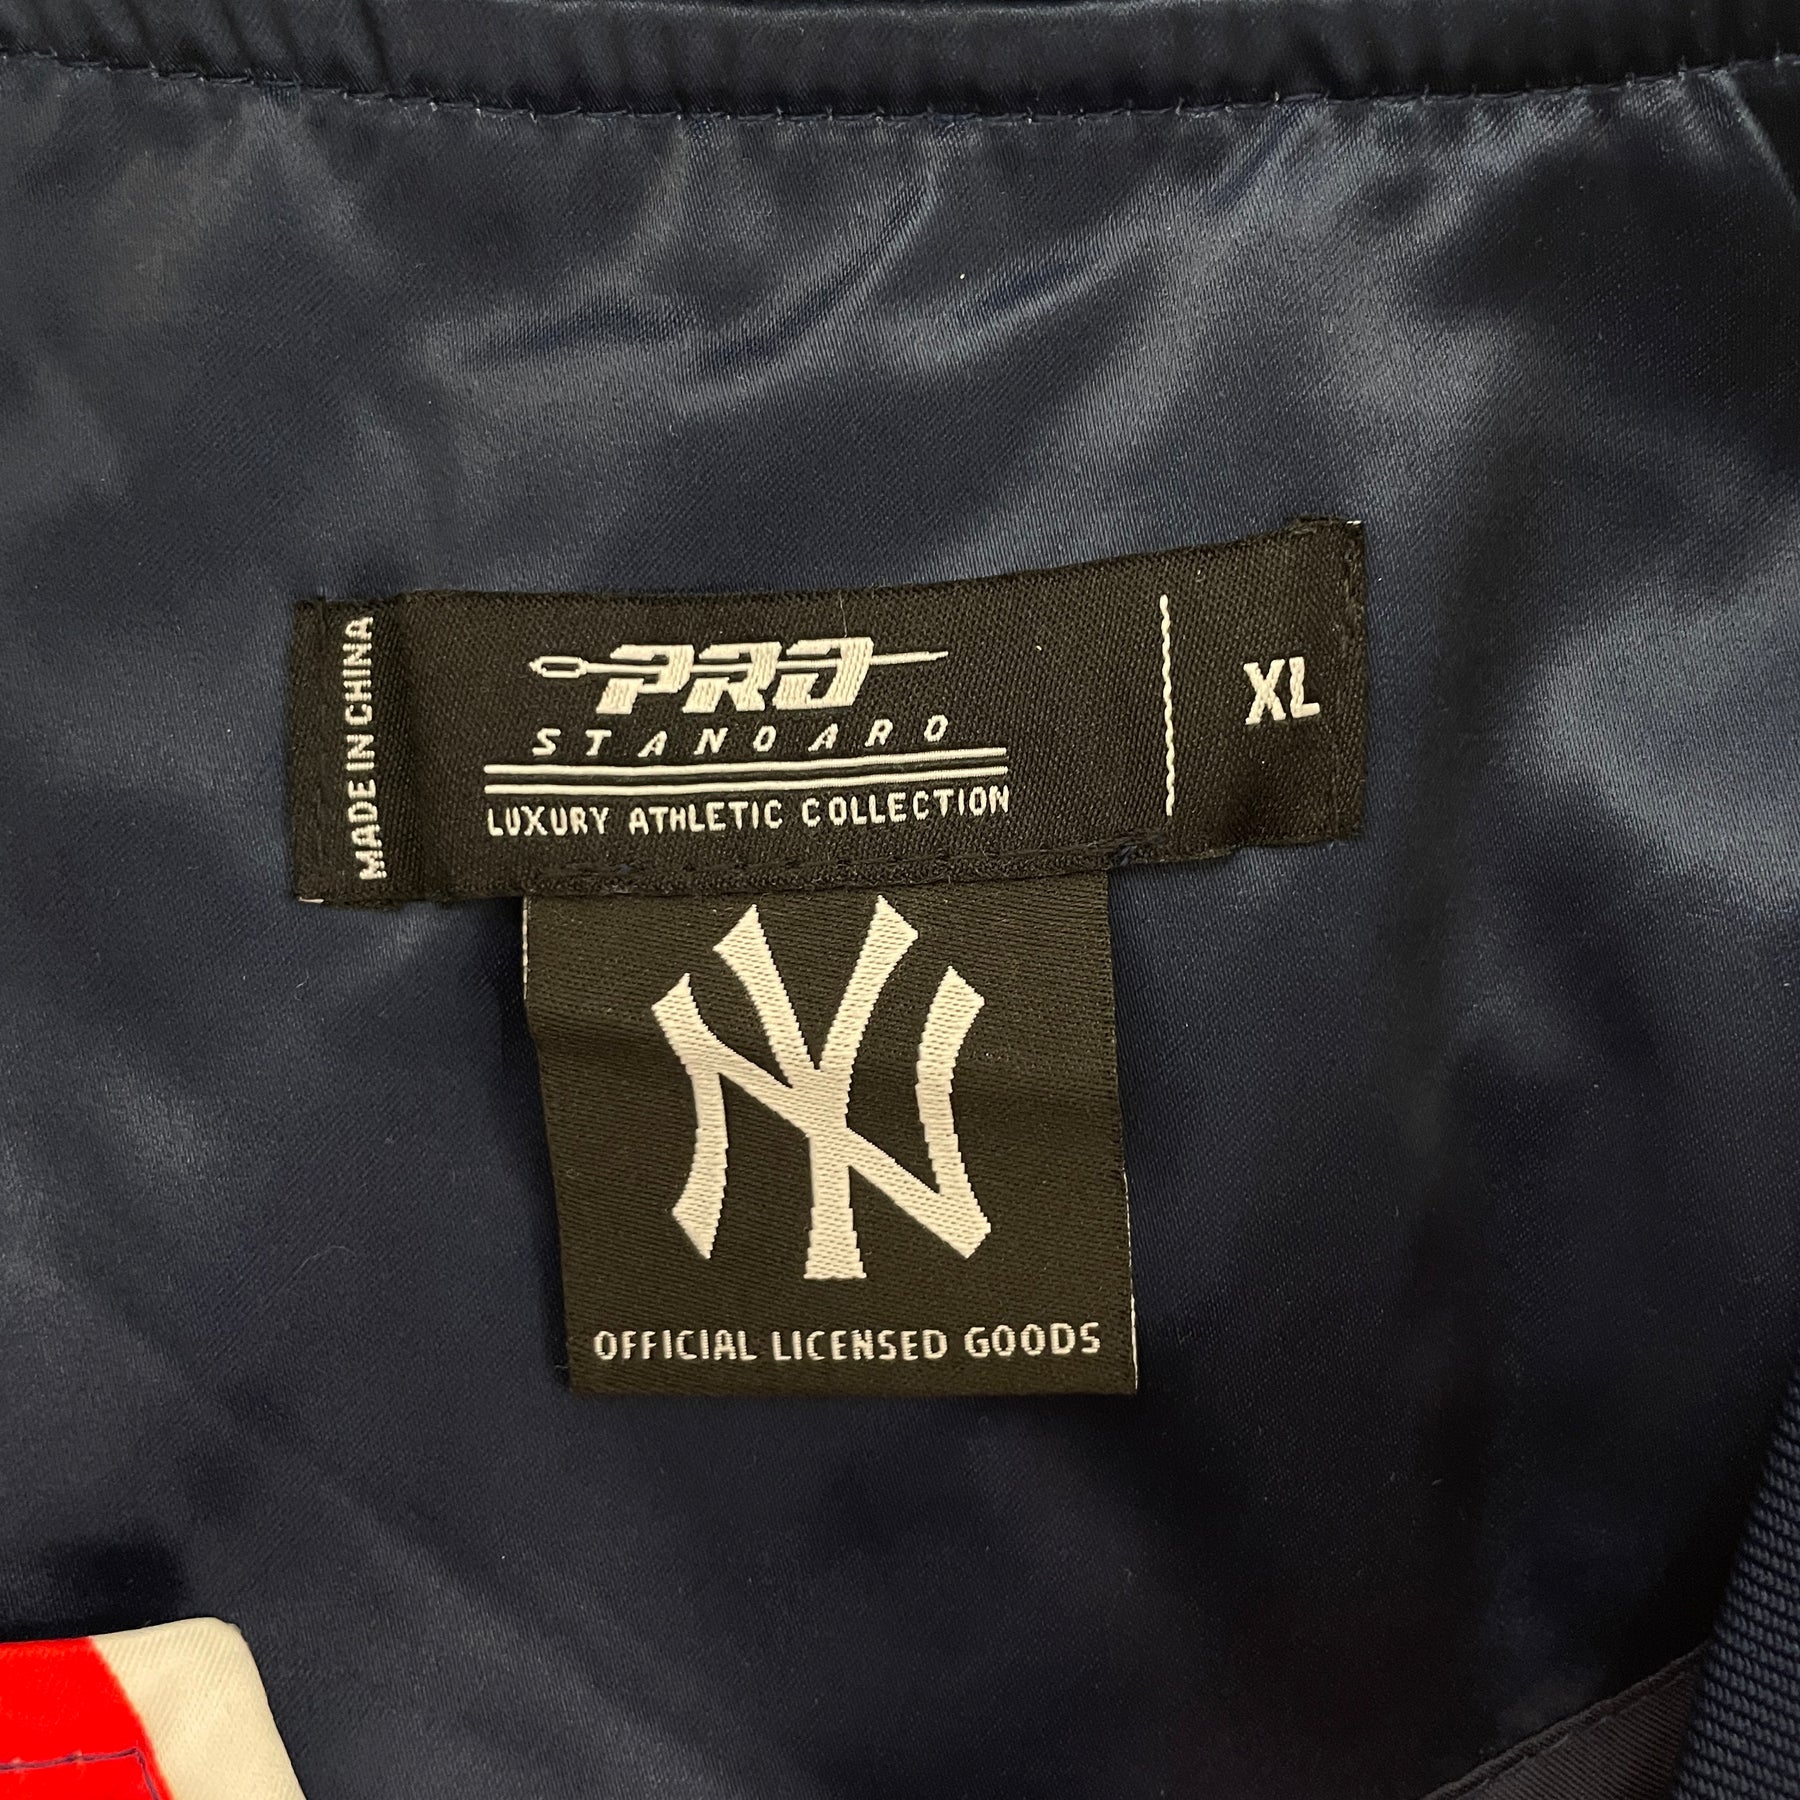 MADE IN CHINA
PRO
STANDARD
LUXURY ATHLETIC COLLECTION
XL
NY
OFFICIAL LICENSED GOODS